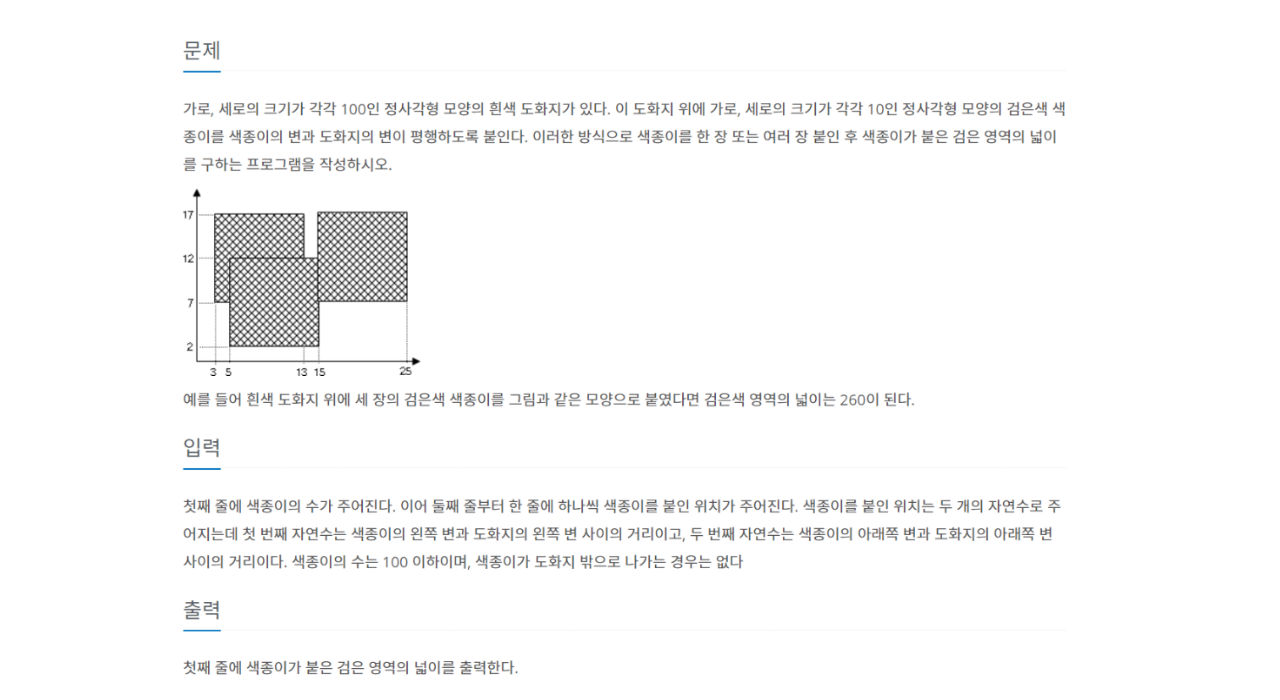 문제
가로, 세로의 크기가 각각 100인 정사각형 모양의 흰색 도화지가 있다. 이 도화지 위에 가로, 세로의 크기가 각각 10인 정사각형 모양의 검은색 색
종이를 색종이의 변과 도화지의 변이 평행하도록 붙인다. 이러한 방식으로 색종이를 한 장 또는 여러 장 붙인 후 색종이가 붙은 검은 영역의 넓이
를 구하는 프로그램을 작성하시오.
17
12
7
2
3 5 13 15 25
예를 들어 흰색 도화지 위에 세 장의 검은색 색종이를 그림과 같은 모양으로 붙였다면 검은색 영역의 넓이는 260이 된다.
입력
첫째 줄에 색종이의 수가 주어진다. 이어 둘째 줄부터 한 줄에 하나씩 색종이를 붙인 위치가 주어진다. 색종이를 붙인 위치는 두 개의 자연수로 주
어지는데 첫 번째 자연수는 색종이의 왼쪽 변과 도화지의 왼쪽 변 사이의 거리이고, 두 번째 자연수는 색종이의 아래쪽 변과 도화지의 아래쪽 변
사이의 거리이다. 색종이의 수는 100 이하이며, 색종이가 도화지 밖으로 나가는 경우는 없다
출력
첫째 줄에 색종이가 붙은 검은 영역의 넓이를 출력한다.